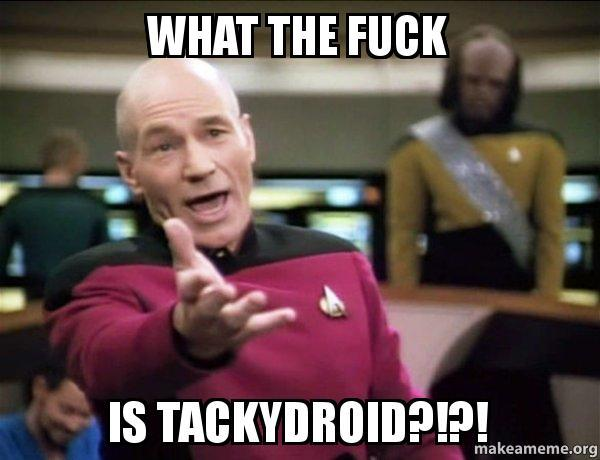 WHAT THE FUCK
IS TACKYDROID?!?!
makeameme.org